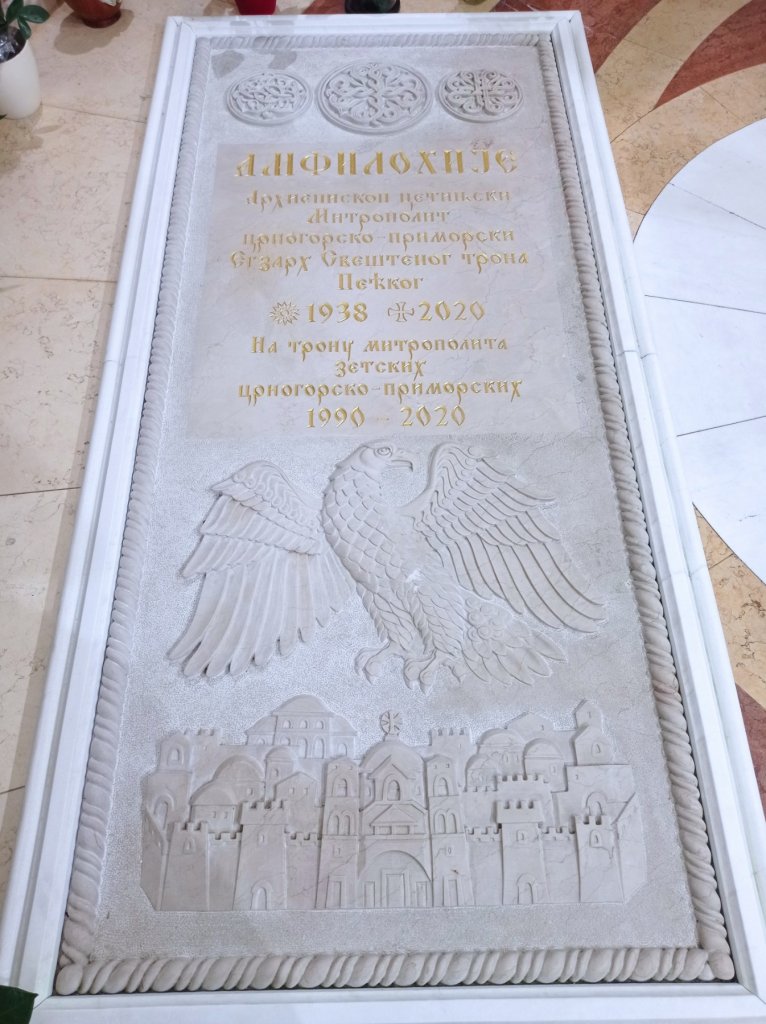 АМФИЛОХИЈЕ
Архиепископ цетињски
Митрополит
црногорско-приморски
Егзарх Свештеног трона
Пећког
1938 2020
На трону митрополита
зетских
црногорско-приморских
1990 - 2020